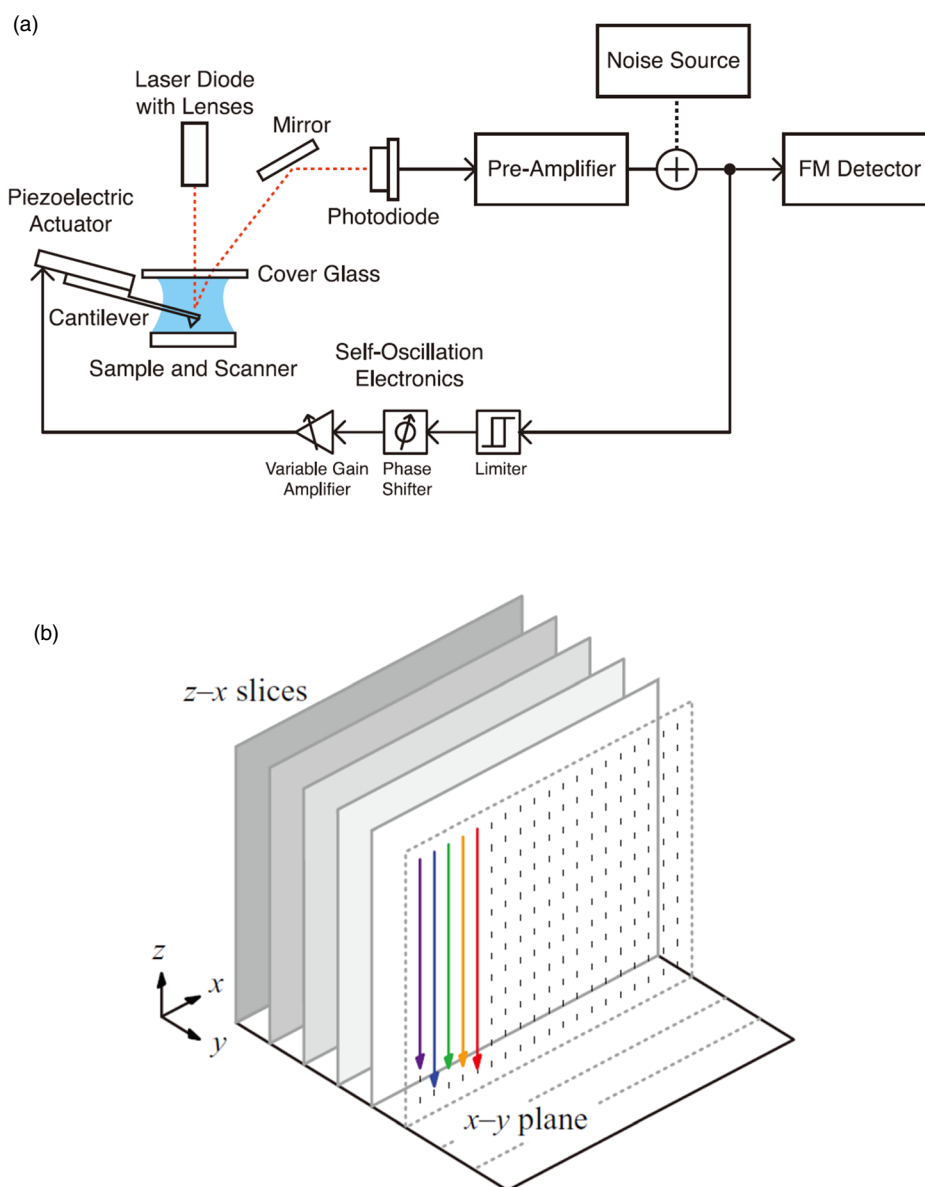 (a)
Noise Source
Laser Diode
with Lenses
Mirror
Pre-Amplifier
FM Detector
Piezoelectric
Actuator
Photodiode
Cover Glass
Cantilever
Sample and Scanner
Self-Oscillation
Electronics
Variable Gain
Amplifier
Phase
Shifter
Limiter
(b)
z–x slices
z
x
y
x–y plane